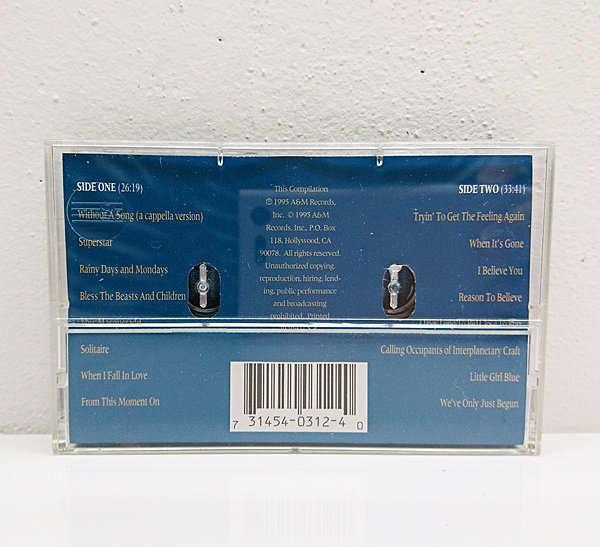 SIDE ONE (26:19)
Without A Song (a cappella version)
Superstar
Rainy Days and Mondays
Bless The Beasts And Children
This Masquerade
Solitaire
When I Fall In Love
From This Moment On
This Compilation
℗ 1995 A&M Records,
Inc. © 1995 A&M
Records, Inc., P.O. Box
118, Hollywood, CA
90078. All rights reserved.
Unauthorized copying,
reproduction, hiring, lend-
ing, public performance
and broadcasting
prohibited. Printed
SIDE TWO (33:41)
Tryin' To Get The Feeling Again
When It's Gone
I Believe You
Reason To Believe
Calling Occupants of Interplanetary Craft
Little Girl Blue
We've Only Just Begun
7 31454-0312-4 0